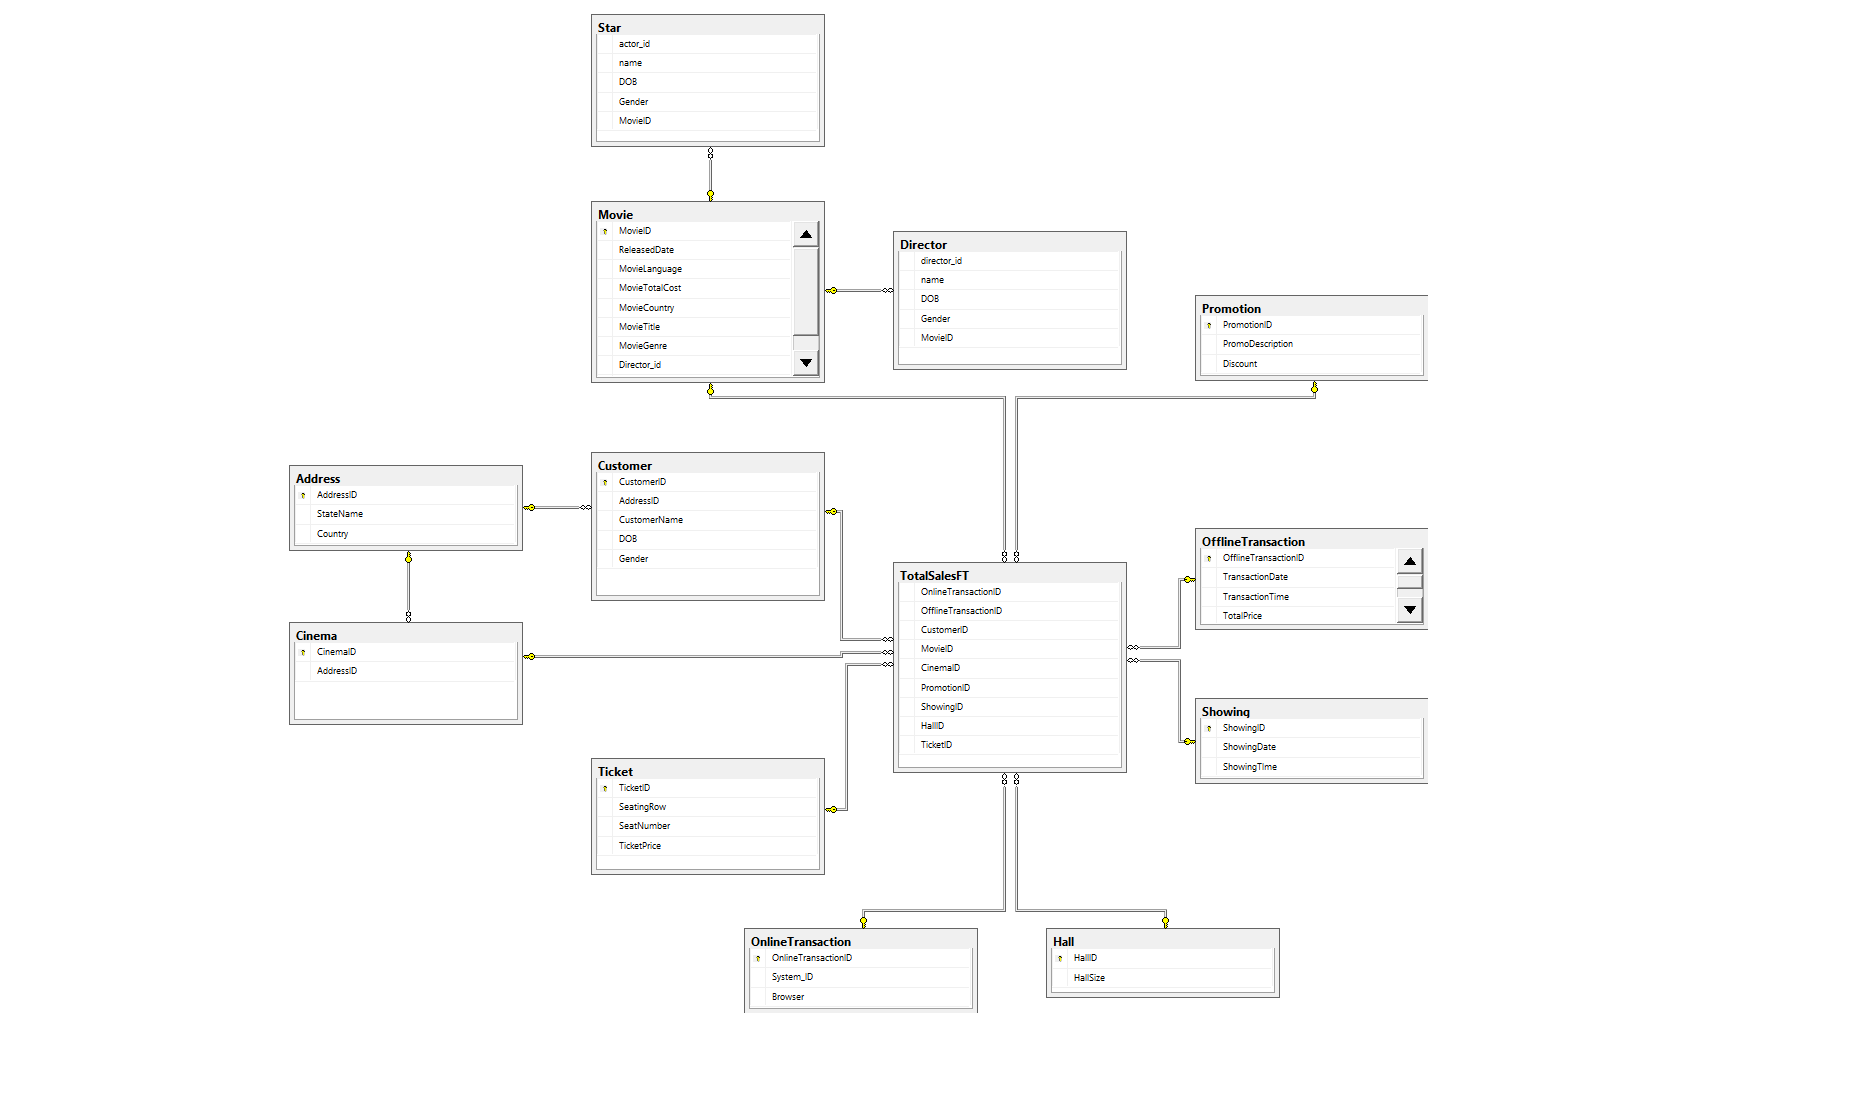 Star
actor_id
name
DOB
Gender
MovieID
Movie
MovieID
ReleasedDate
MovieLanguage
MovieTotalCost
MovieCountry
MovieTitle
MovieGenre
Director_id
Director
director_id
name
DOB
Gender
MovieID
Promotion
PromotionID
PromoDescription
Discount
Address
AddressID
StateName
Country
Customer
CustomerID
AddressID
CustomerName
DOB
Gender
Cinema
CinemaID
AddressID
TotalSalesFT
OnlineTransactionID
OfflineTransactionID
CustomerID
MovieID
CinemaID
PromotionID
ShowingID
HallID
TicketID
OfflineTransaction
OfflineTransactionID
TransactionDate
TransactionTime
TotalPrice
Showing
ShowingID
ShowingDate
ShowingTIme
Ticket
TicketID
SeatingRow
SeatNumber
TicketPrice
OnlineTransaction
OnlineTransactionID
System_ID
Browser
Hall
HallID
HallSize